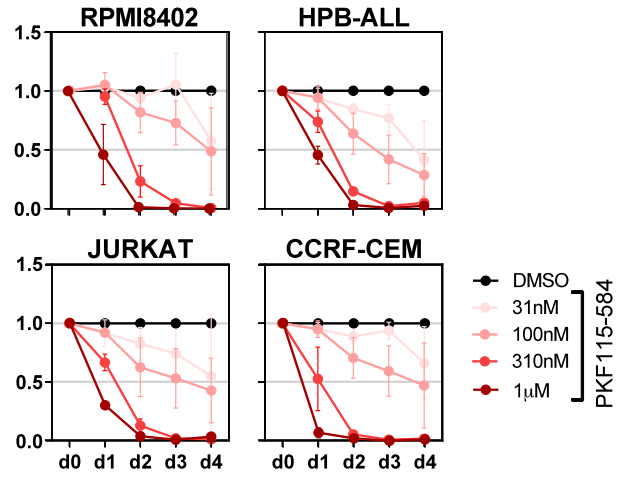 RPMI8402
HPB-ALL
1.5
1.0
0.5
0.0
JURKAT
CCRF-CEM
1.5
1.0
0.5
0.0
d0 d1 d2 d3 d4
d0 d1 d2 d3 d4
DMSO
31nM
100nM
310nM
1μM
PKF115-584